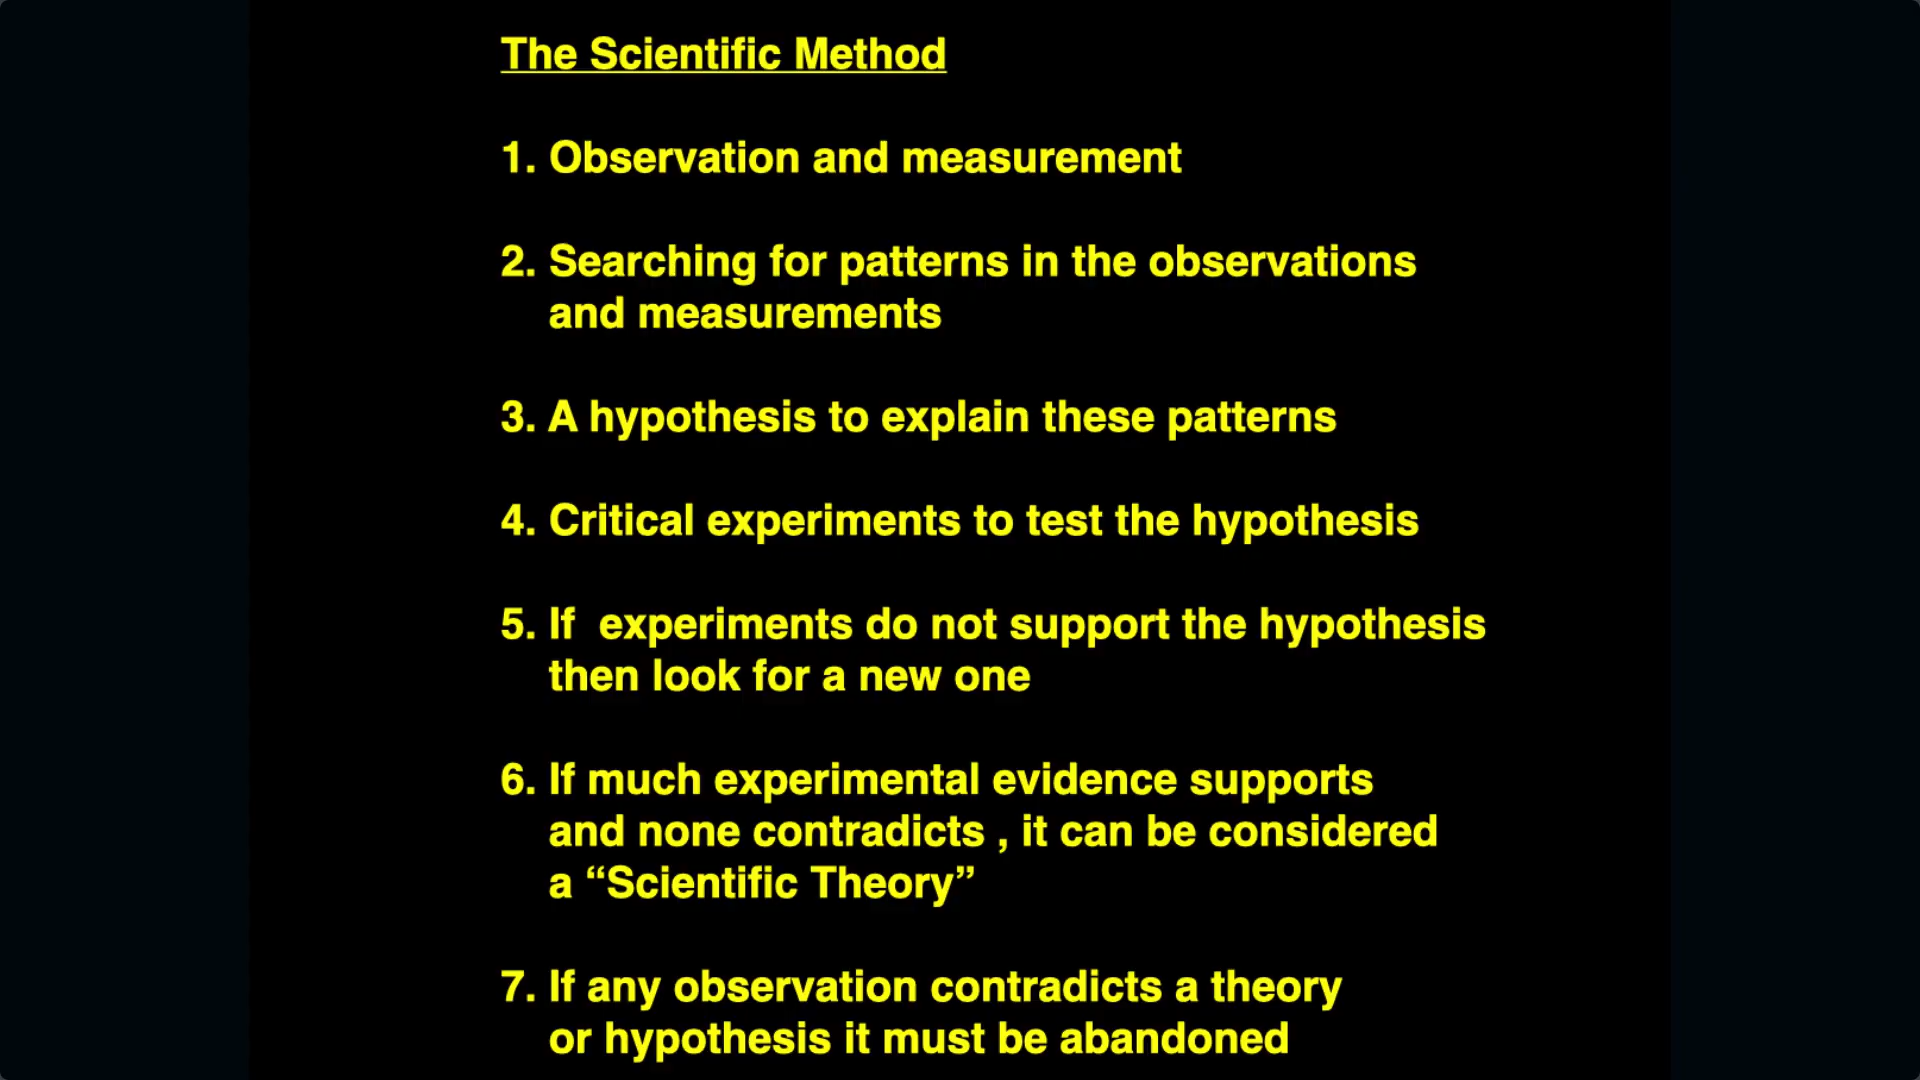 The Scientific Method
1. Observation and measurement
2. Searching for patterns in the observations
and measurements
3. A hypothesis to explain these patterns
4. Critical experiments to test the hypothesis
5. If  experiments do not support the hypothesis
then look for a new one
6. If much experimental evidence supports
and none contradicts , it can be considered
a “Scientific Theory”
7. If any observation contradicts a theory
or hypothesis it must be abandoned